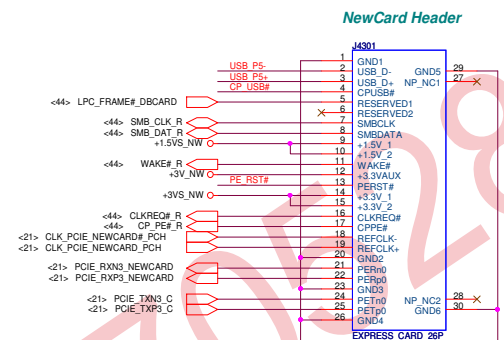 NewCard Header
J4301
1 GND1
USB_P5- 2 USB_D- GND5 29
USB_P5+ 3 USB_D+ NP_NC1 27
CP_USB# 4 CPUSB#
<44> LPC_FRAME#_DBCARD 5 RESERVED1
6 RESERVED2
<44> SMB_CLK_R 7 SMBCLK
<44> SMB_DAT_R 8 SMBDATA
+1.5VS_NW 9 +1.5V_1
10 +1.5V_2
<44> WAKE#_R 11 WAKE#
+3V_NW 12 +3.3VAUX
PE_RST# 13 PERST#
+3VS_NW 14 +3.3V_1
15 +3.3V_2
<44> CLKREQ#_R 16 CLKREQ#
<44> CP_PE#_R 17 CPPE#
<21> CLK_PCIE_NEWCARD#_PCH 18 REFCLK-
<21> CLK_PCIE_NEWCARD_PCH 19 REFCLK+
20 GND2
<21> PCIE_RXN3_NEWCARD 21 PERn0
<21> PCIE_RXP3_NEWCARD 22 PERp0
23 GND3
<21> PCIE_TXN3_C 24 PETn0 NP_NC2 28
<21> PCIE_TXP3_C 25 PETp0 GND6 30
26 GND4
EXPRESS_CARD_26P